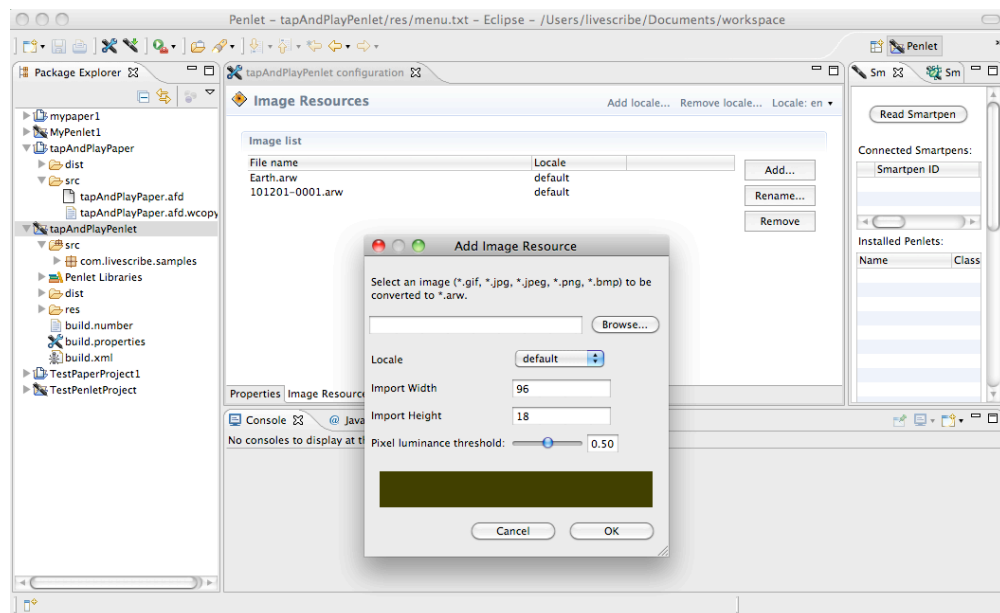 Penlet – tapAndPlayPenlet/res/menu.txt – Eclipse – /Users/livescribe/Documents/workspace
Penlet
Package Explorer
mypaper1
MyPenlet1
tapAndPlayPaper
dist
src
tapAndPlayPaper.afd
tapAndPlayPaper.afd.wcopy
tapAndPlayPenlet
src
com.livescribe.samples
Penlet Libraries
dist
res
build.number
build.properties
build.xml
TestPaperProject1
TestPenletProject
tapAndPlayPenlet configuration
Image Resources
Add locale... Remove locale... Locale: en
Image list
File name Locale
Earth.arw default
101201-0001.arw default
Add...
Rename...
Remove
Properties Image Resourc
Console @ Java
No consoles to display at t
Add Image Resource
Select an image (*.gif, *.jpg, *.jpeg, *.png, *.bmp) to be
converted to *.arw.
Browse...
Locale default
Import Width 96
Import Height 18
Pixel luminance threshold: 0.50
Cancel OK
Sm Sm
Read Smartpen
Connected Smartpens:
Smartpen ID
Installed Penlets:
Name Class